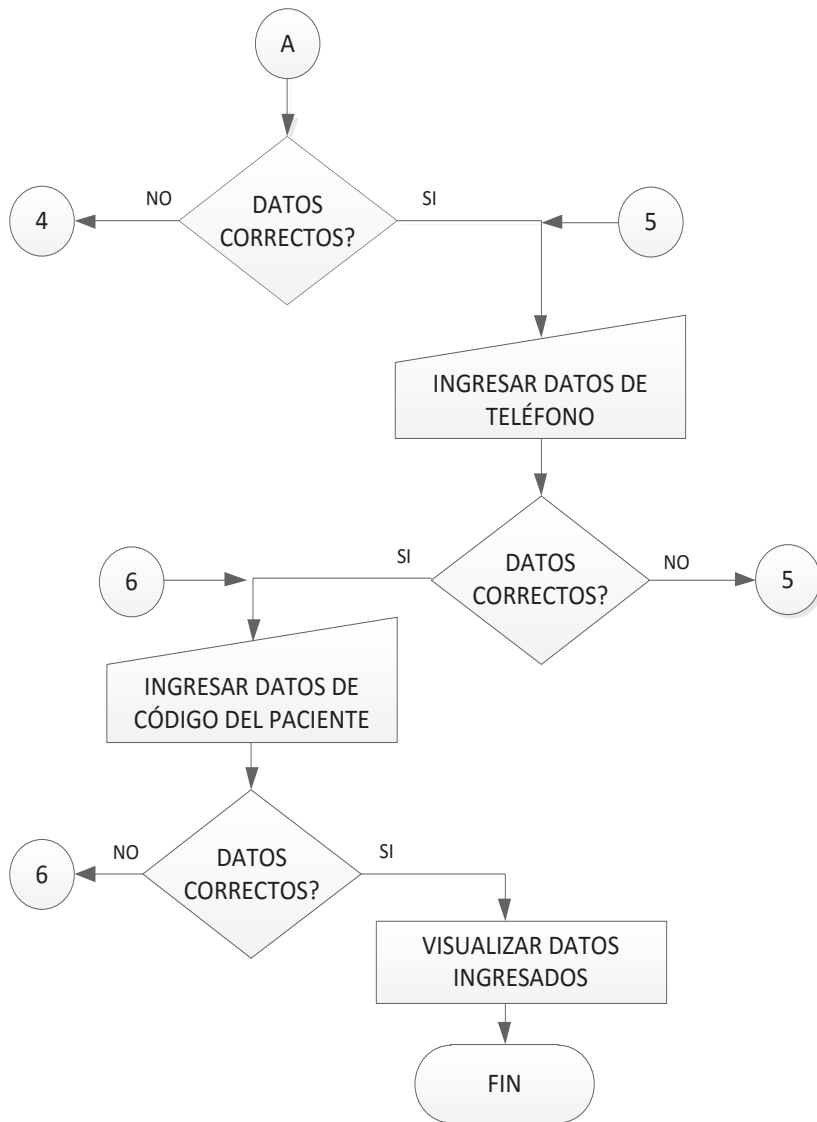 A
NO
SI
4
DATOS
CORRECTOS?
5
INGRESAR DATOS DE
TELÉFONO
SI
6
DATOS
CORRECTOS?
NO
5
INGRESAR DATOS DE
CÓDIGO DEL PACIENTE
NO
SI
6
DATOS
CORRECTOS?
VISUALIZAR DATOS
INGRESADOS
FIN